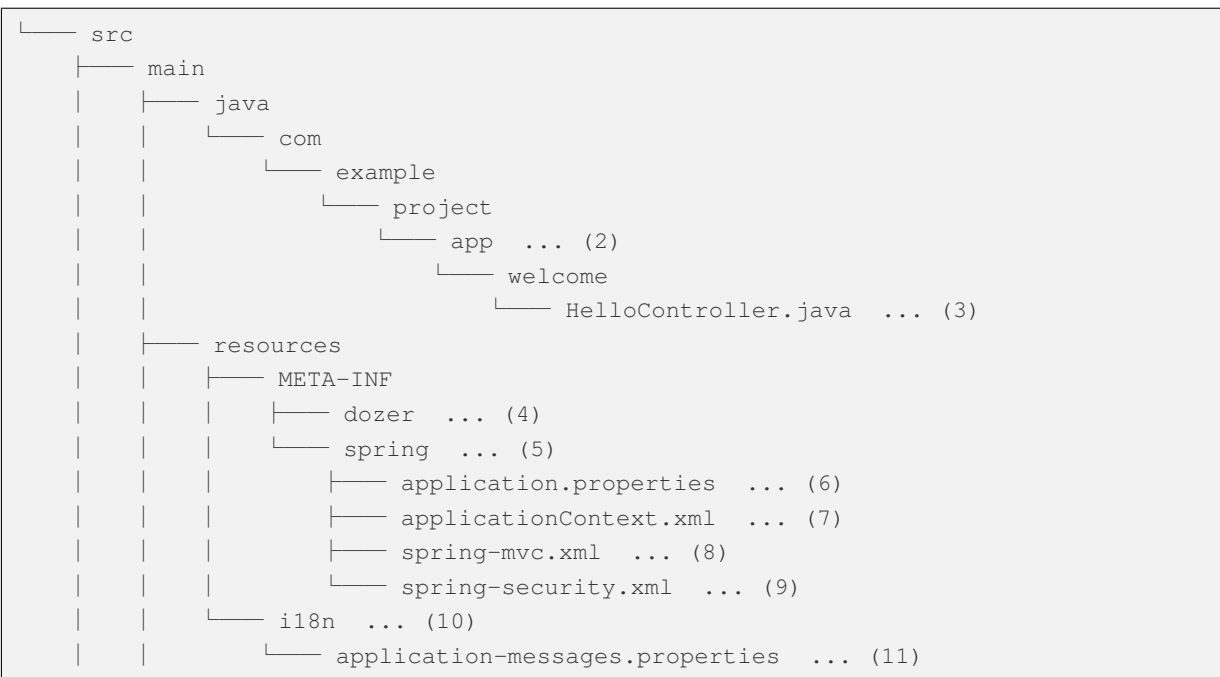 └── src
    ├── main
    │   ├── java
    │   │   └── com
    │   │       └── example
    │   │           └── project
    │   │               └── app  ... (2)
    │   │                   └── welcome
    │   │                       └── HelloController.java  ... (3)
    │   ├── resources
    │   │   ├── META-INF
    │   │   │   ├── dozer  ... (4)
    │   │   │   └── spring  ... (5)
    │   │   │       ├── application.properties  ... (6)
    │   │   │       ├── applicationContext.xml  ... (7)
    │   │   │       ├── spring-mvc.xml  ... (8)
    │   │   │       └── spring-security.xml  ... (9)
    │   │   └── i18n  ... (10)
    │   │       └── application-messages.properties  ... (11)